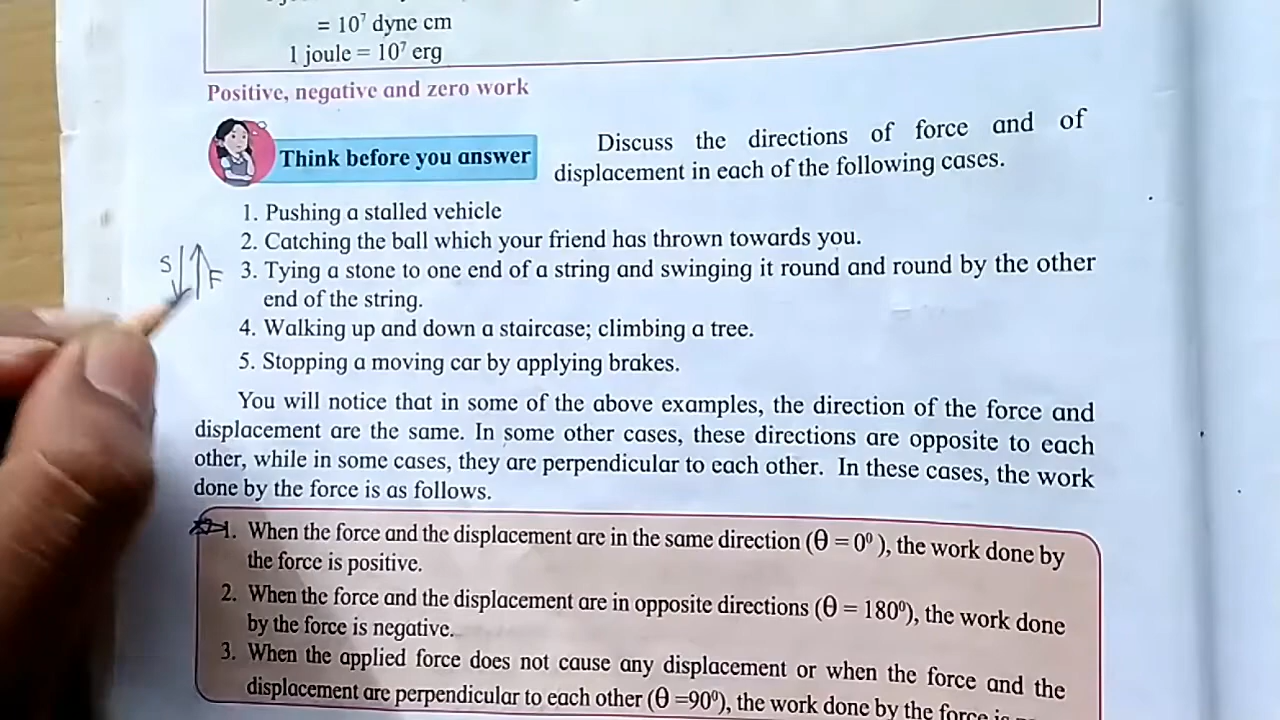 = 10⁷ dyne cm
1 joule = 10⁷ erg
Positive, negative and zero work
Think before you answer
Discuss the directions of force and of
displacement in each of the following cases.
1. Pushing a stalled vehicle
2. Catching the ball which your friend has thrown towards you.
3. Tying a stone to one end of a string and swinging it round and round by the other
end of the string.
4. Walking up and down a staircase; climbing a tree.
5. Stopping a moving car by applying brakes.
S F
You will notice that in some of the above examples, the direction of the force and
displacement are the same. In some other cases, these directions are opposite to each
other, while in some cases, they are perpendicular to each other. In these cases, the work
done by the force is as follows.
1. When the force and the displacement are in the same direction (θ = 0⁰ ), the work done by
the force is positive.
2. When the force and the displacement are in opposite directions (θ = 180⁰), the work done
by the force is negative.
3. When the applied force does not cause any displacement or when the force and the
displacement are perpendicular to each other (θ =90⁰), the work done by the force is